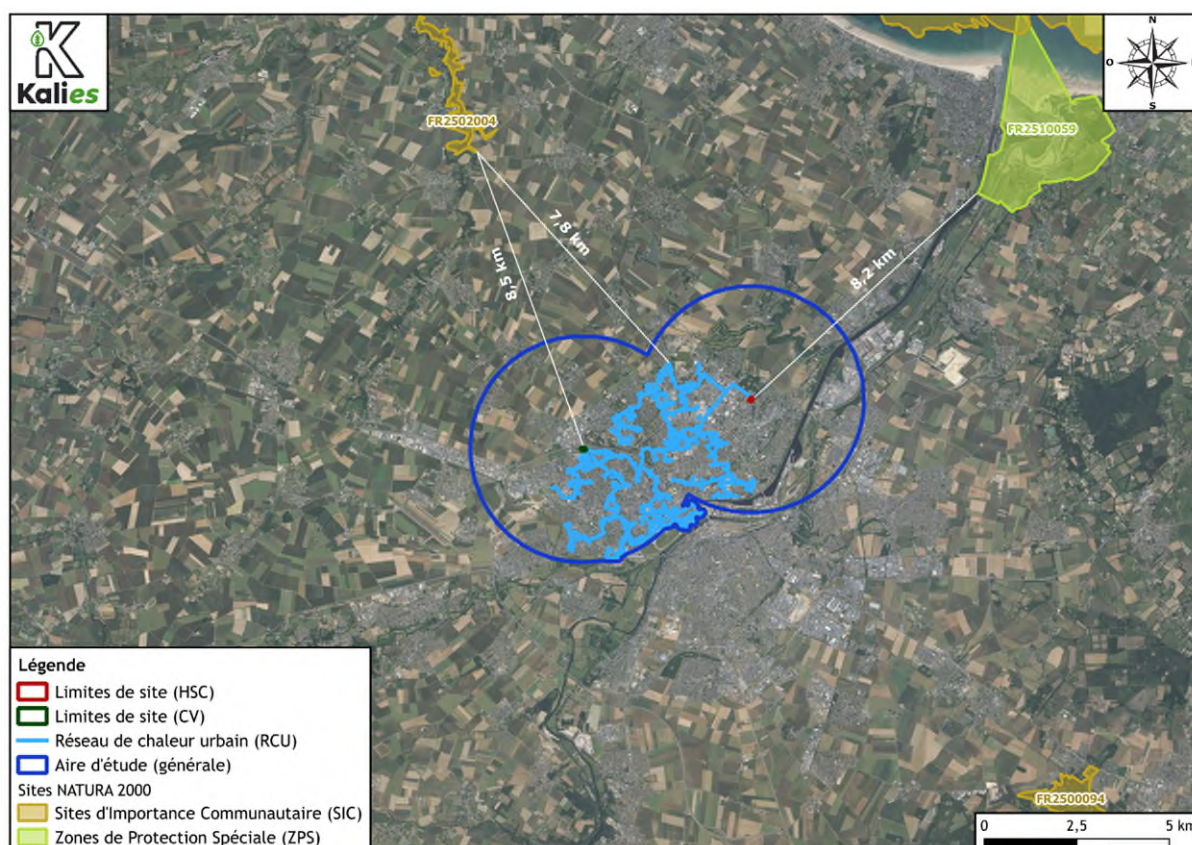 Kalies
N
O
S
FR2502004
FR2510059
7,8 km
8,5 km
8,2 km
FR2500094
Légende
Limites de site (HSC)
Limites de site (CV)
Réseau de chaleur urbain (RCU)
Aire d'étude (générale)
Sites NATURA 2000
Sites d'Importance Communautaire (SIC)
Zones de Protection Spéciale (ZPS)
0 2,5 5 km